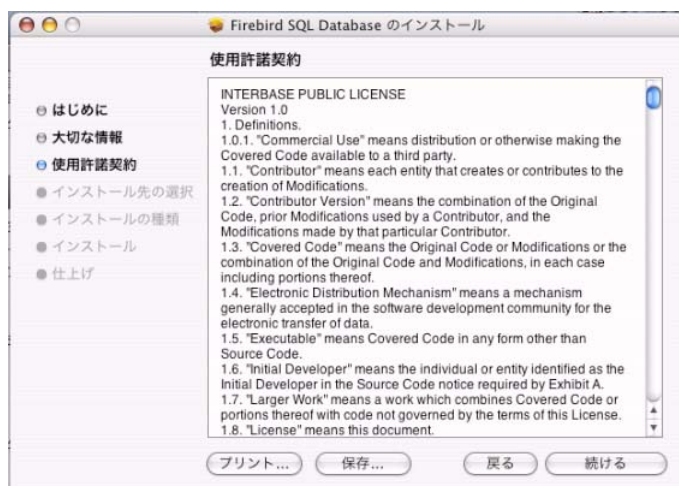 Firebird SQL Database のインストール
使用許諾契約
はじめに
大切な情報
使用許諾契約
インストール先の選択
インストールの種類
インストール
仕上げ
INTERBASE PUBLIC LICENSE
Version 1.0
1. Definitions.
1.0.1. "Commercial Use" means distribution or otherwise making the
Covered Code available to a third party.
1.1. "Contributor" means each entity that creates or contributes to the
creation of Modifications.
1.2. "Contributor Version" means the combination of the Original
Code, prior Modifications used by a Contributor, and the
Modifications made by that particular Contributor.
1.3. "Covered Code" means the Original Code or Modifications or the
combination of the Original Code and Modifications, in each case
including portions thereof.
1.4. "Electronic Distribution Mechanism" means a mechanism
generally accepted in the software development community for the
electronic transfer of data.
1.5. "Executable" means Covered Code in any form other than
Source Code.
1.6. "Initial Developer" means the individual or entity identified as the
Initial Developer in the Source Code notice required by Exhibit A.
1.7. "Larger Work" means a work which combines Covered Code or
portions thereof with code not governed by the terms of this License.
1.8. "License" means this document.
プリント... 保存... 戻る 続ける